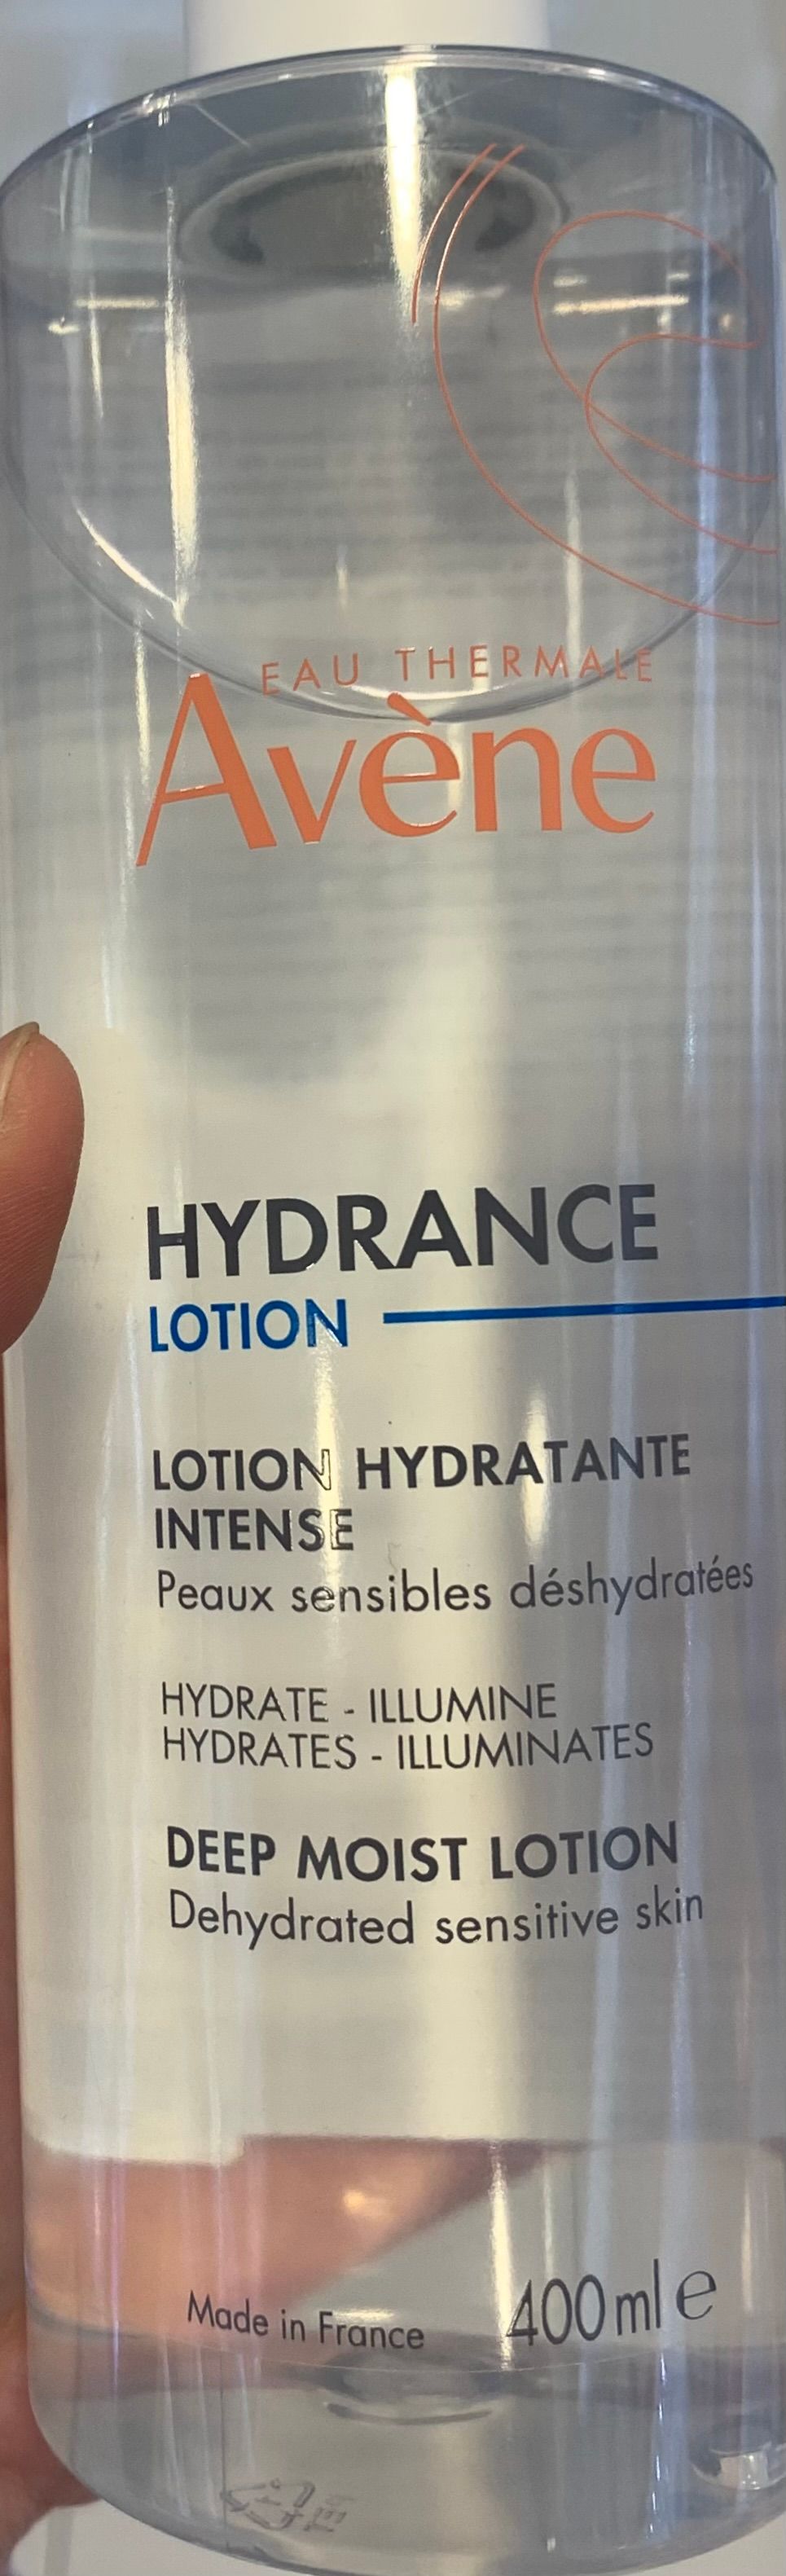 EAU THERMALE
Avène
HYDRANCE
LOTION
LOTION HYDRATANTE
INTENSE
Peaux sensibles déshydratées
HYDRATE - ILLUMINE
HYDRATES - ILLUMINATES
DEEP MOIST LOTION
Dehydrated sensitive skin
Made in France 400ml e